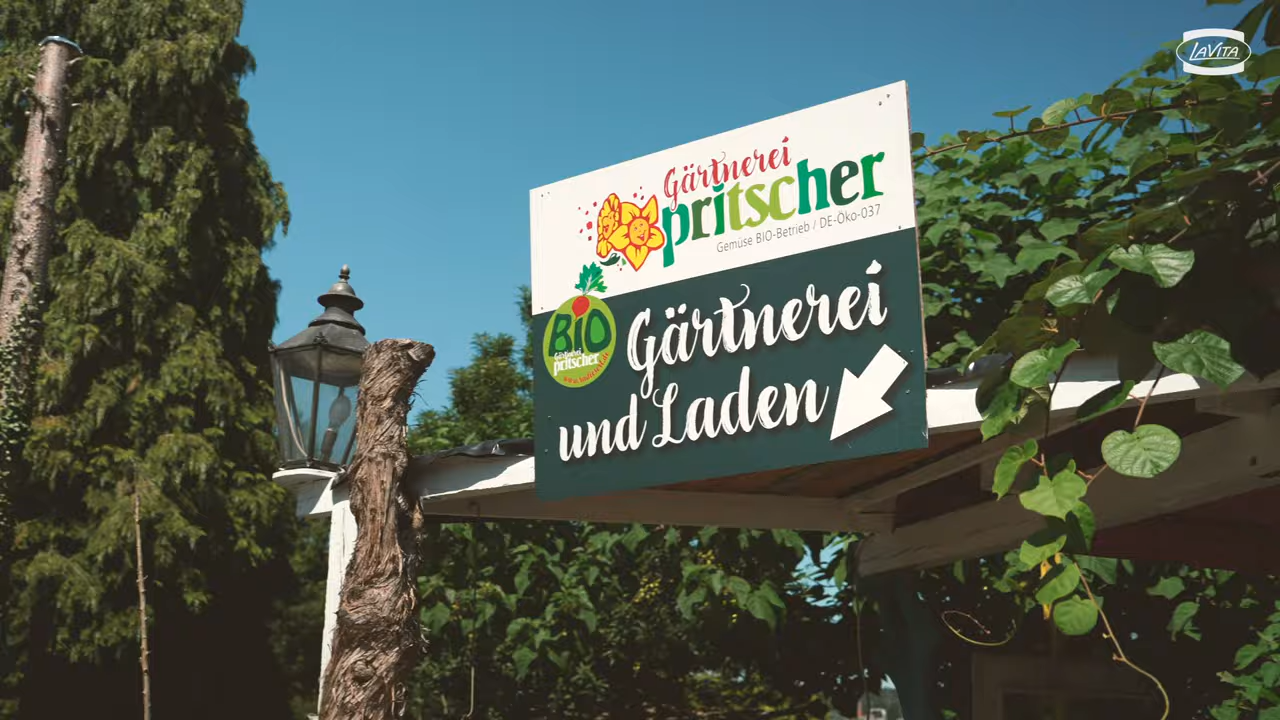 LAVITA
Gärtnerei
pritscher
Gemüse BIO-Betrieb / DE-Öko-037
BIO
Gärtnerei
pritscher
Gärtnerei
und Laden